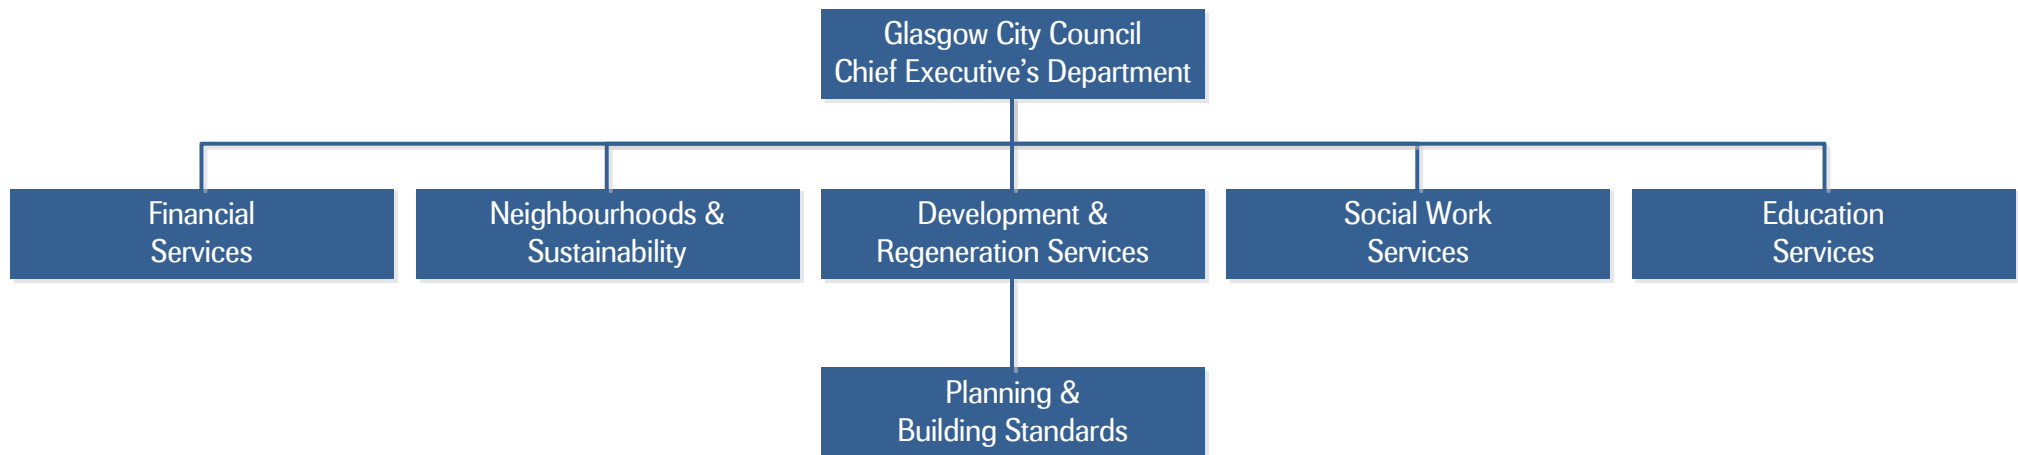 Glasgow City Council
Chief Executive’s Department
Financial
Services
Neighbourhoods &
Sustainability
Development &
Regeneration Services
Social Work
Services
Education
Services
Planning &
Building Standards